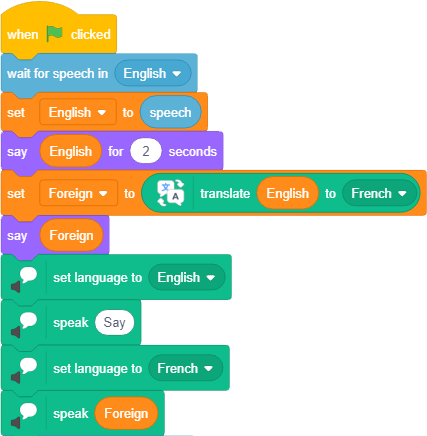 when clicked
wait for speech in English
set English to speech
say English for 2 seconds
set Foreign to translate English to French
say Foreign
set language to English
speak Say
set language to French
speak Foreign